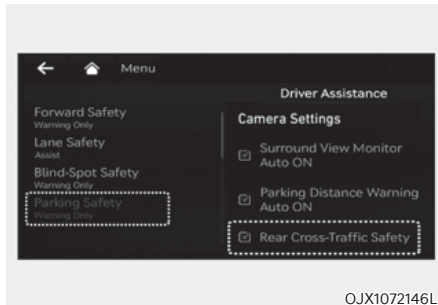 Menu
Driver Assistance
Forward Safety
Warning Only
Lane Safety
Assist
Blind-Spot Safety
Warning Only
Parking Safety
Warning Only
Camera Settings
Surround View Monitor
Auto ON
Parking Distance Warning
Auto ON
Rear Cross-Traffic Safety
OJX1072146L